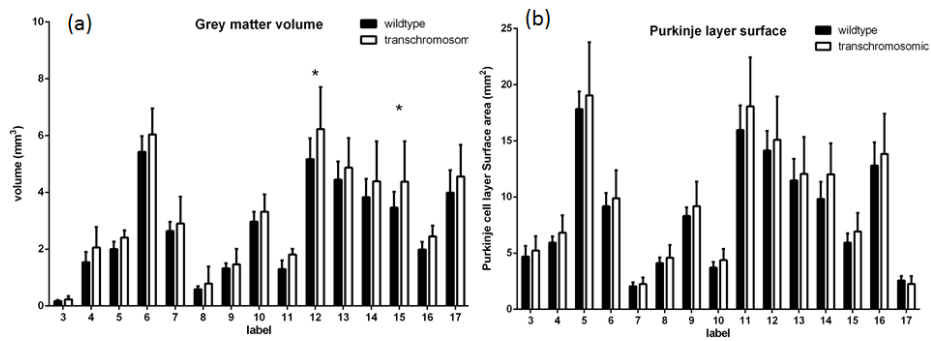 (a)
Grey matter volume
wildtype
transchromosom
volume (mm³)
10
8
6
4
2
0
*
*
3 4 5 6 7 8 9 10 11 12 13 14 15 16 17
label
(b)
Purkinje layer surface
wildtype
transchromosomic
Purkinje cell layer Surface area (mm²)
25
20
15
10
5
0
3 4 5 6 7 8 9 10 11 12 13 14 15 16 17
label